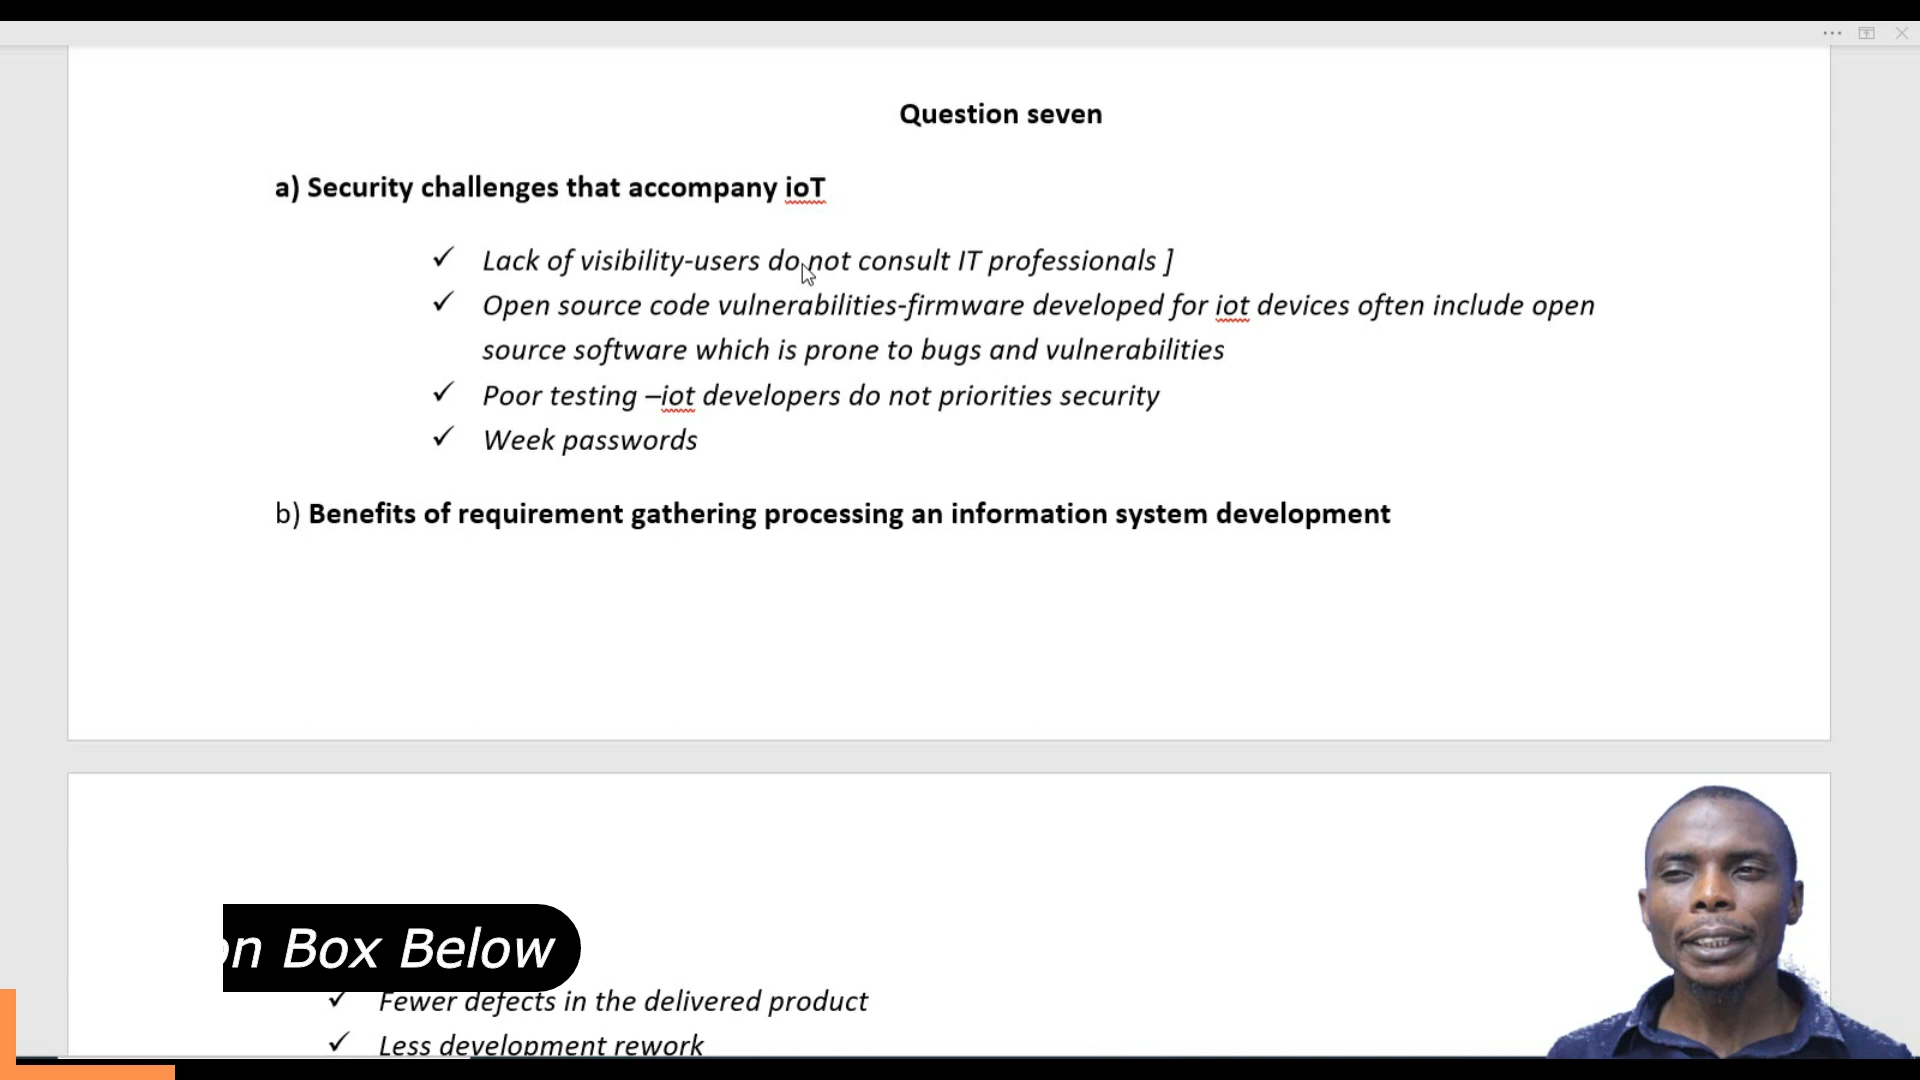 Question seven
a) Security challenges that accompany ioT
✓ Lack of visibility-users do not consult IT professionals ]
✓ Open source code vulnerabilities-firmware developed for iot devices often include open
source software which is prone to bugs and vulnerabilities
✓ Poor testing –iot developers do not priorities security
✓ Week passwords
b) Benefits of requirement gathering processing an information system development
on Box Below
✓ Fewer defects in the delivered product
✓ Less development rework